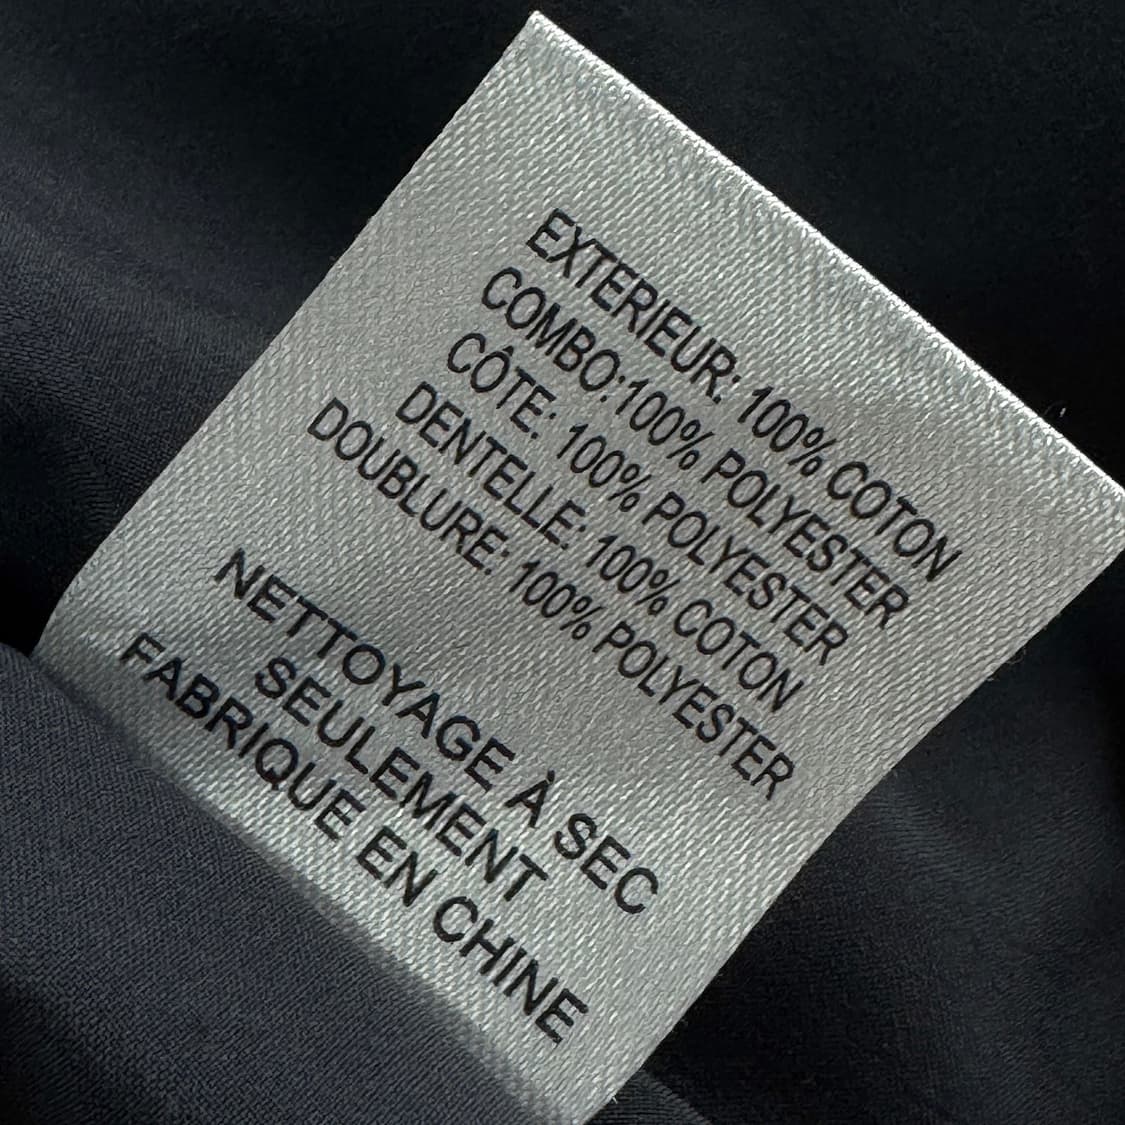 EXTERIEUR: 100% COTON
COMBO:100% POLYESTER
CÔTE: 100% POLYESTER
DENTELLE: 100% COTON
DOUBLURE: 100% POLYESTER
NETTOYAGE À SEC
SEULEMENT
FABRIQUE EN CHINE